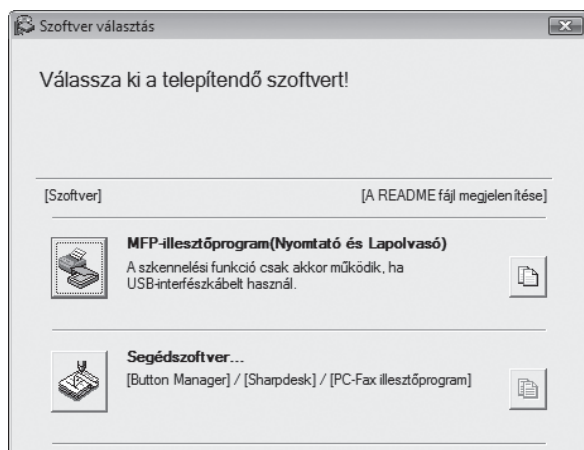 Szoftver választás
Válassza ki a telepítendő szoftvert!
[Szoftver] [A README fájl megjelenítése]
MFP-illesztőprogram(Nyomtató és Lapolvasó)
A szkennelési funkció csak akkor működik, ha
USB-interfészkábelt használ.
Segédszoftver...
[Button Manager] / [Sharpdesk] / [PC-Fax illesztőprogram]